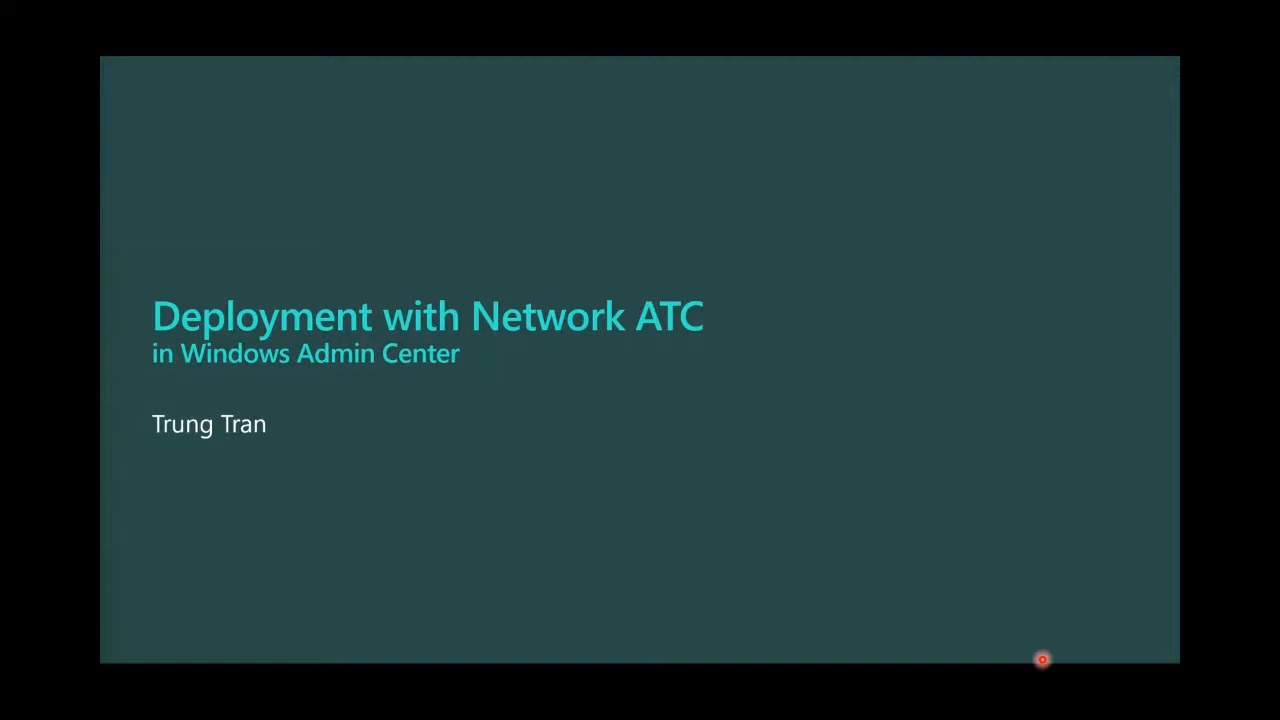 Deployment with Network ATC
in Windows Admin Center
Trung Tran